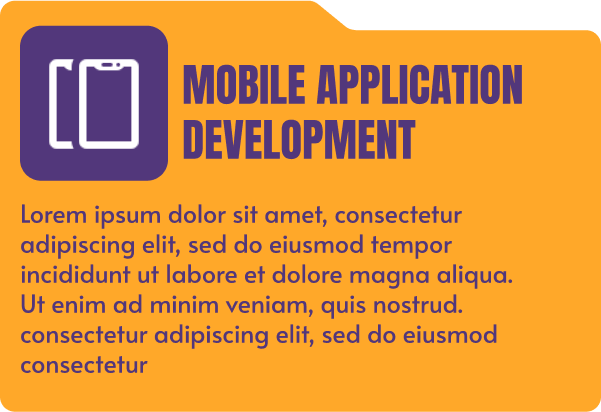 MOBILE APPLICATION
DEVELOPMENT
Lorem ipsum dolor sit amet, consectetur
adipiscing elit, sed do eiusmod tempor
incididunt ut labore et dolore magna aliqua.
Ut enim ad minim veniam, quis nostrud.
consectetur adipiscing elit, sed do eiusmod
consectetur